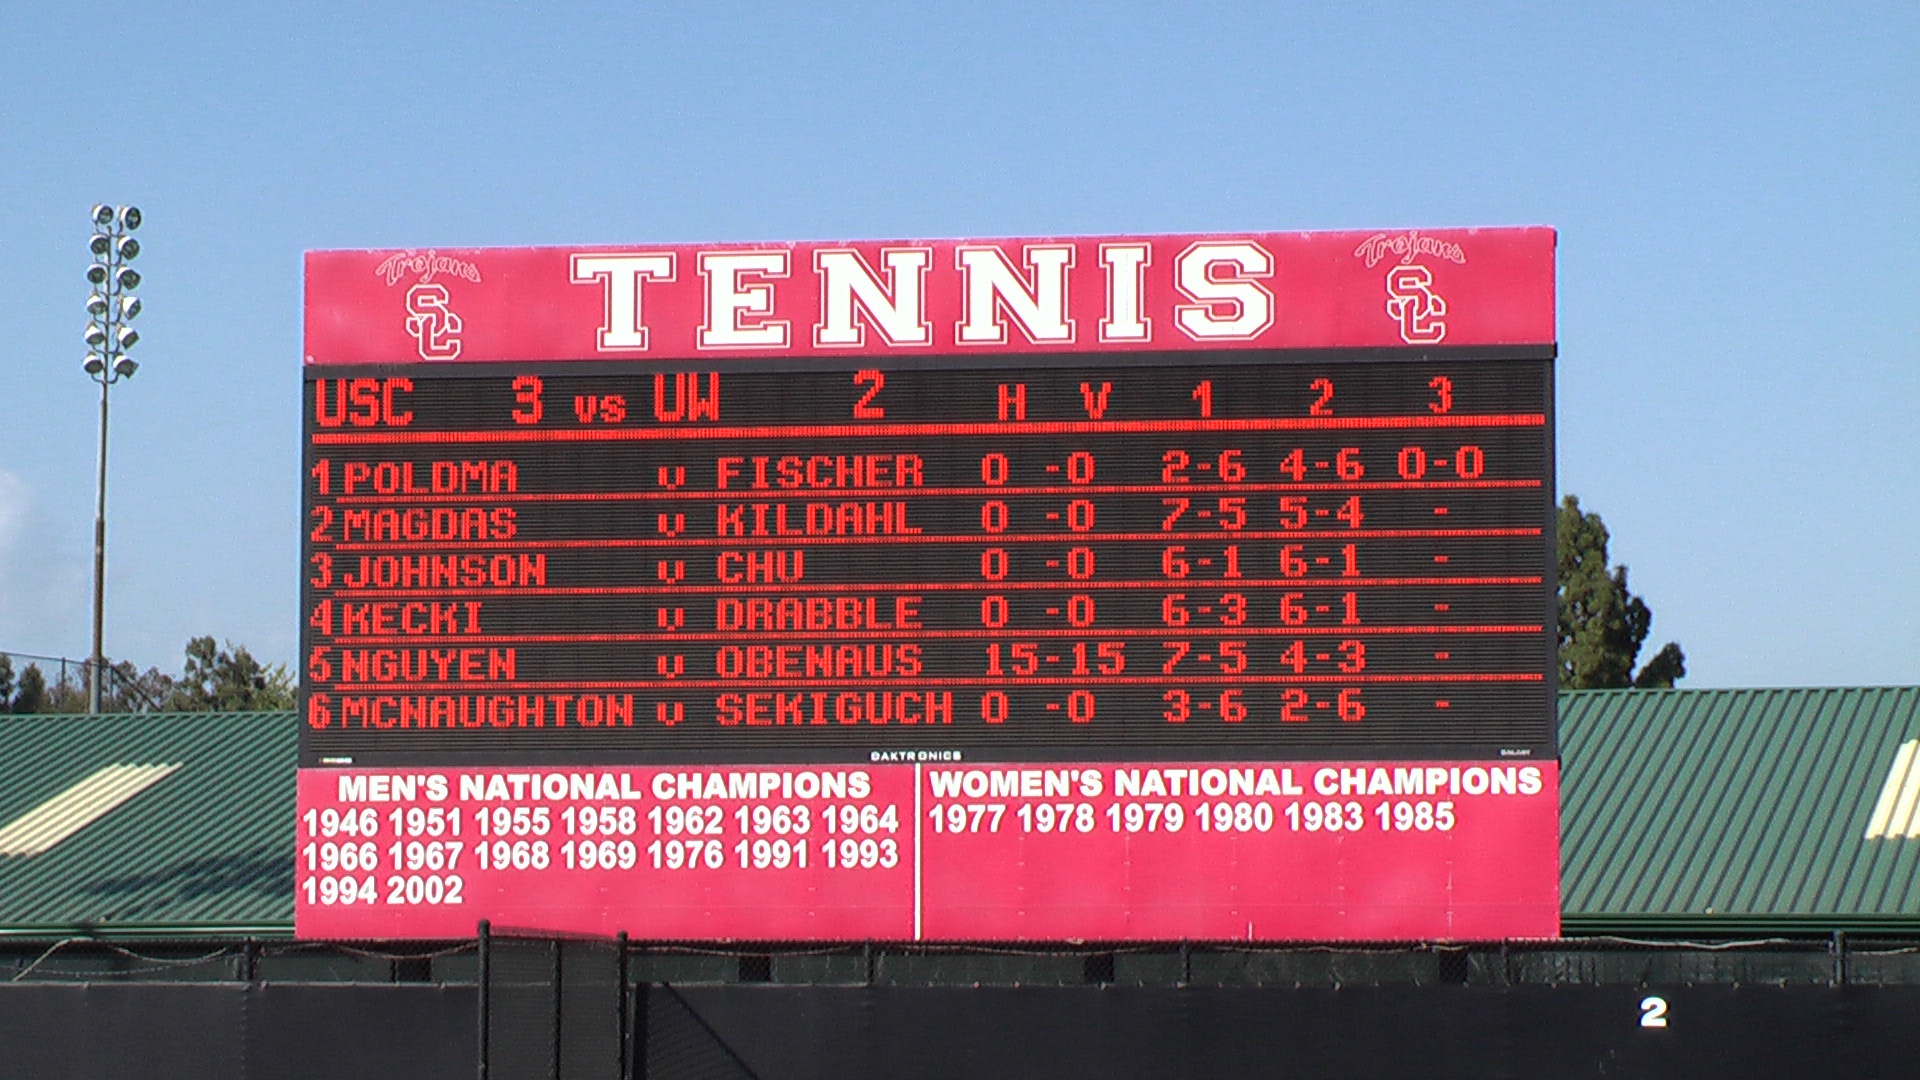 Trojans TENNIS Trojans
SC SC
USC 3 vs UW 2 H V 1 2 3
1 POLDMA v FISCHER 0 -0 2-6 4-6 0-0
2 MAGDAS v KILDAHL 0 -0 7-5 5-4 -
3 JOHNSON v CHU 0 -0 6-1 6-1 -
4 KECKI v DRABBLE 0 -0 6-3 6-1 -
5 NGUYEN v OBENAUS 15-15 7-5 4-3 -
6 MCNAUGHTON v SEKIGUCH 0 -0 3-6 2-6 -
DAKTRONICS
MEN'S NATIONAL CHAMPIONS
1946 1951 1955 1958 1962 1963 1964
1966 1967 1968 1969 1976 1991 1993
1994 2002
WOMEN'S NATIONAL CHAMPIONS
1977 1978 1979 1980 1983 1985
2